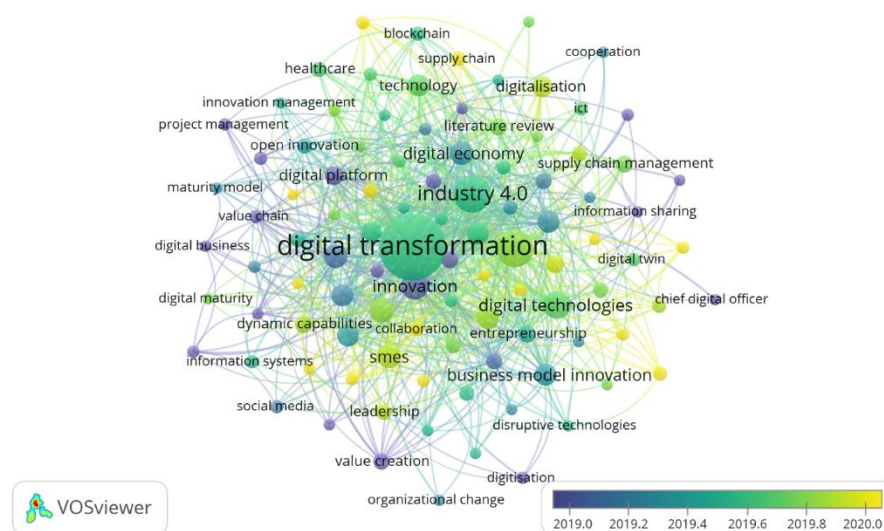 blockchain
supply chain
cooperation
healthcare
technology
digitalisation
innovation management
ict
project management
literature review
open innovation
digital economy
supply chain management
digital platform
maturity model
industry 4.0
value chain
information sharing
digital business
digital transformation
digital twin
innovation
digital maturity
digital technologies
chief digital officer
dynamic capabilities
collaboration
entrepreneurship
information systems
smes
business model innovation
social media
leadership
disruptive technologies
value creation
digitisation
organizational change
VOSviewer
2019.0 2019.2 2019.4 2019.6 2019.8 2020.0